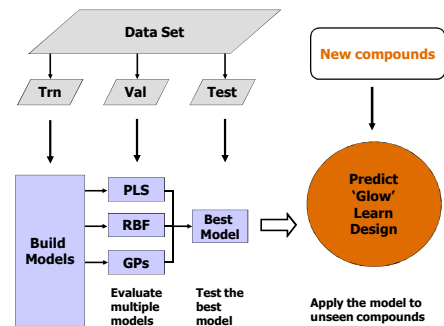 Data Set
New compounds
Trn
Val
Test
Build
Models
PLS
RBF
GPs
Best
Model
Predict
‘Glow’
Learn
Design
Evaluate
multiple
models
Test the
best
model
Apply the model to
unseen compounds